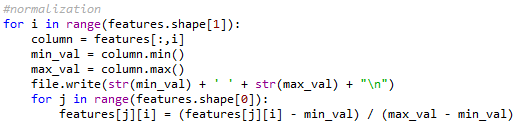 #normalization
for i in range(features.shape[1]):
    column = features[:,i]
    min_val = column.min()
    max_val = column.max()
    file.write(str(min_val) + ' ' + str(max_val) + "\n")
    for j in range(features.shape[0]):
        features[j][i] = (features[j][i] - min_val) / (max_val - min_val)